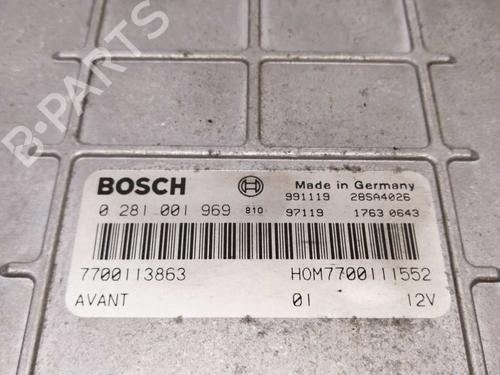 B-PARTS
BOSCH
Made in Germany
991119 28SA4026
0 281 001 969 810 97119 1763 0643
7700113863 HOM7700111552
AVANT 01 12V